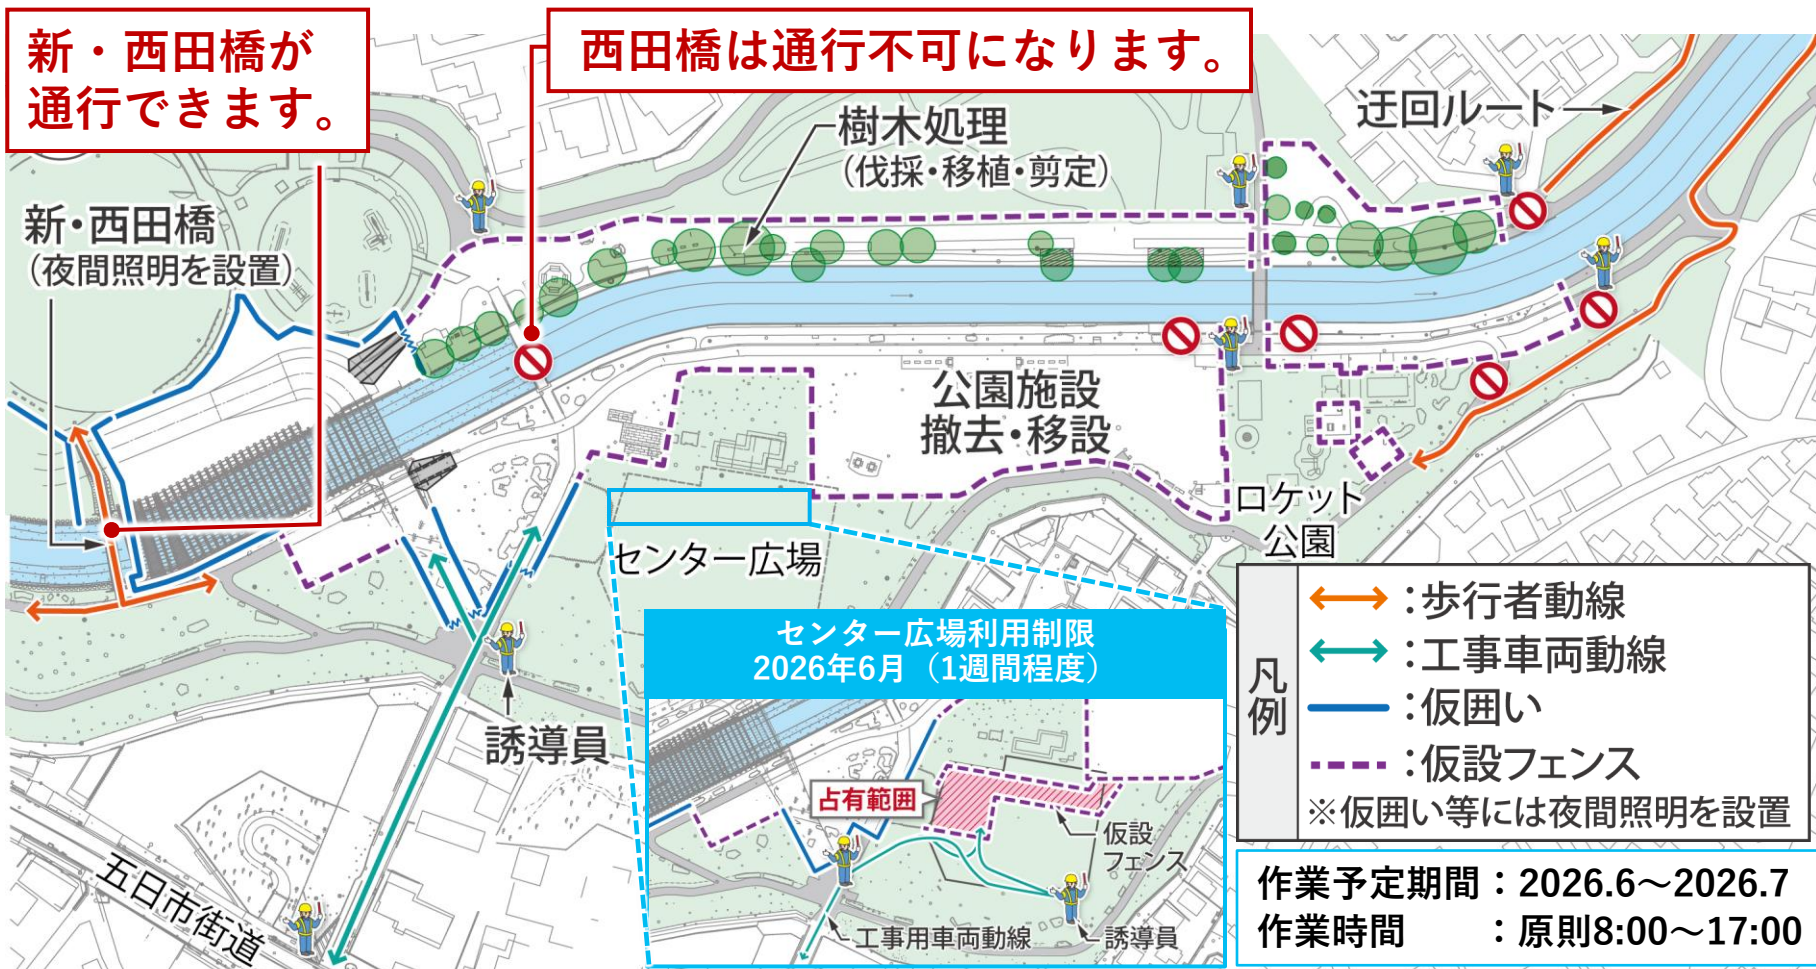 新・西田橋が
通行できます。
西田橋は通行不可になります。
樹木処理
(伐採・移植・剪定)
迂回ルート
新・西田橋
(夜間照明を設置)
公園施設
撤去・移設
ロケット
公園
センター広場
誘導員
五日市街道
センター広場利用制限
2026年6月（1週間程度）
占有範囲
仮設
フェンス
工事用車両動線
誘導員
凡例
：歩行者動線
：工事車両動線
：仮囲い
：仮設フェンス
※仮囲い等には夜間照明を設置
作業予定期間：2026.6～2026.7
作業時間　　：原則8:00～17:00